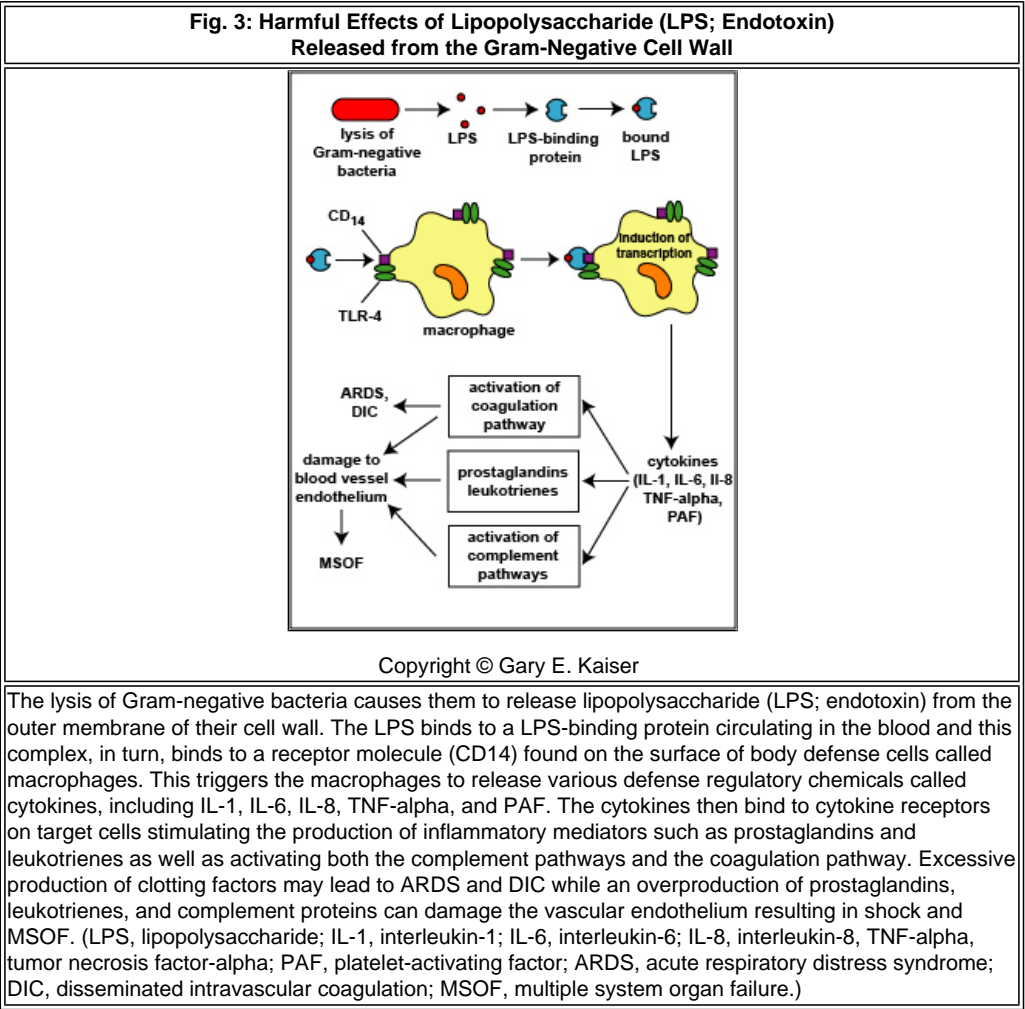 Fig. 3: Harmful Effects of Lipopolysaccharide (LPS; Endotoxin)
Released from the Gram-Negative Cell Wall
lysis of
Gram-negative
bacteria
LPS
LPS-binding
protein
bound
LPS
CD14
TLR-4
macrophage
induction of
transcription
ARDS,
DIC
activation of
coagulation
pathway
damage to
blood vessel
endothelium
prostaglandins
leukotrienes
cytokines
(IL-1, IL-6, Il-8
TNF-alpha,
PAF)
MSOF
activation of
complement
pathways
Copyright © Gary E. Kaiser
The lysis of Gram-negative bacteria causes them to release lipopolysaccharide (LPS; endotoxin) from the
outer membrane of their cell wall. The LPS binds to a LPS-binding protein circulating in the blood and this
complex, in turn, binds to a receptor molecule (CD14) found on the surface of body defense cells called
macrophages. This triggers the macrophages to release various defense regulatory chemicals called
cytokines, including IL-1, IL-6, IL-8, TNF-alpha, and PAF. The cytokines then bind to cytokine receptors
on target cells stimulating the production of inflammatory mediators such as prostaglandins and
leukotrienes as well as activating both the complement pathways and the coagulation pathway. Excessive
production of clotting factors may lead to ARDS and DIC while an overproduction of prostaglandins,
leukotrienes, and complement proteins can damage the vascular endothelium resulting in shock and
MSOF. (LPS, lipopolysaccharide; IL-1, interleukin-1; IL-6, interleukin-6; IL-8, interleukin-8, TNF-alpha,
tumor necrosis factor-alpha; PAF, platelet-activating factor; ARDS, acute respiratory distress syndrome;
DIC, disseminated intravascular coagulation; MSOF, multiple system organ failure.)